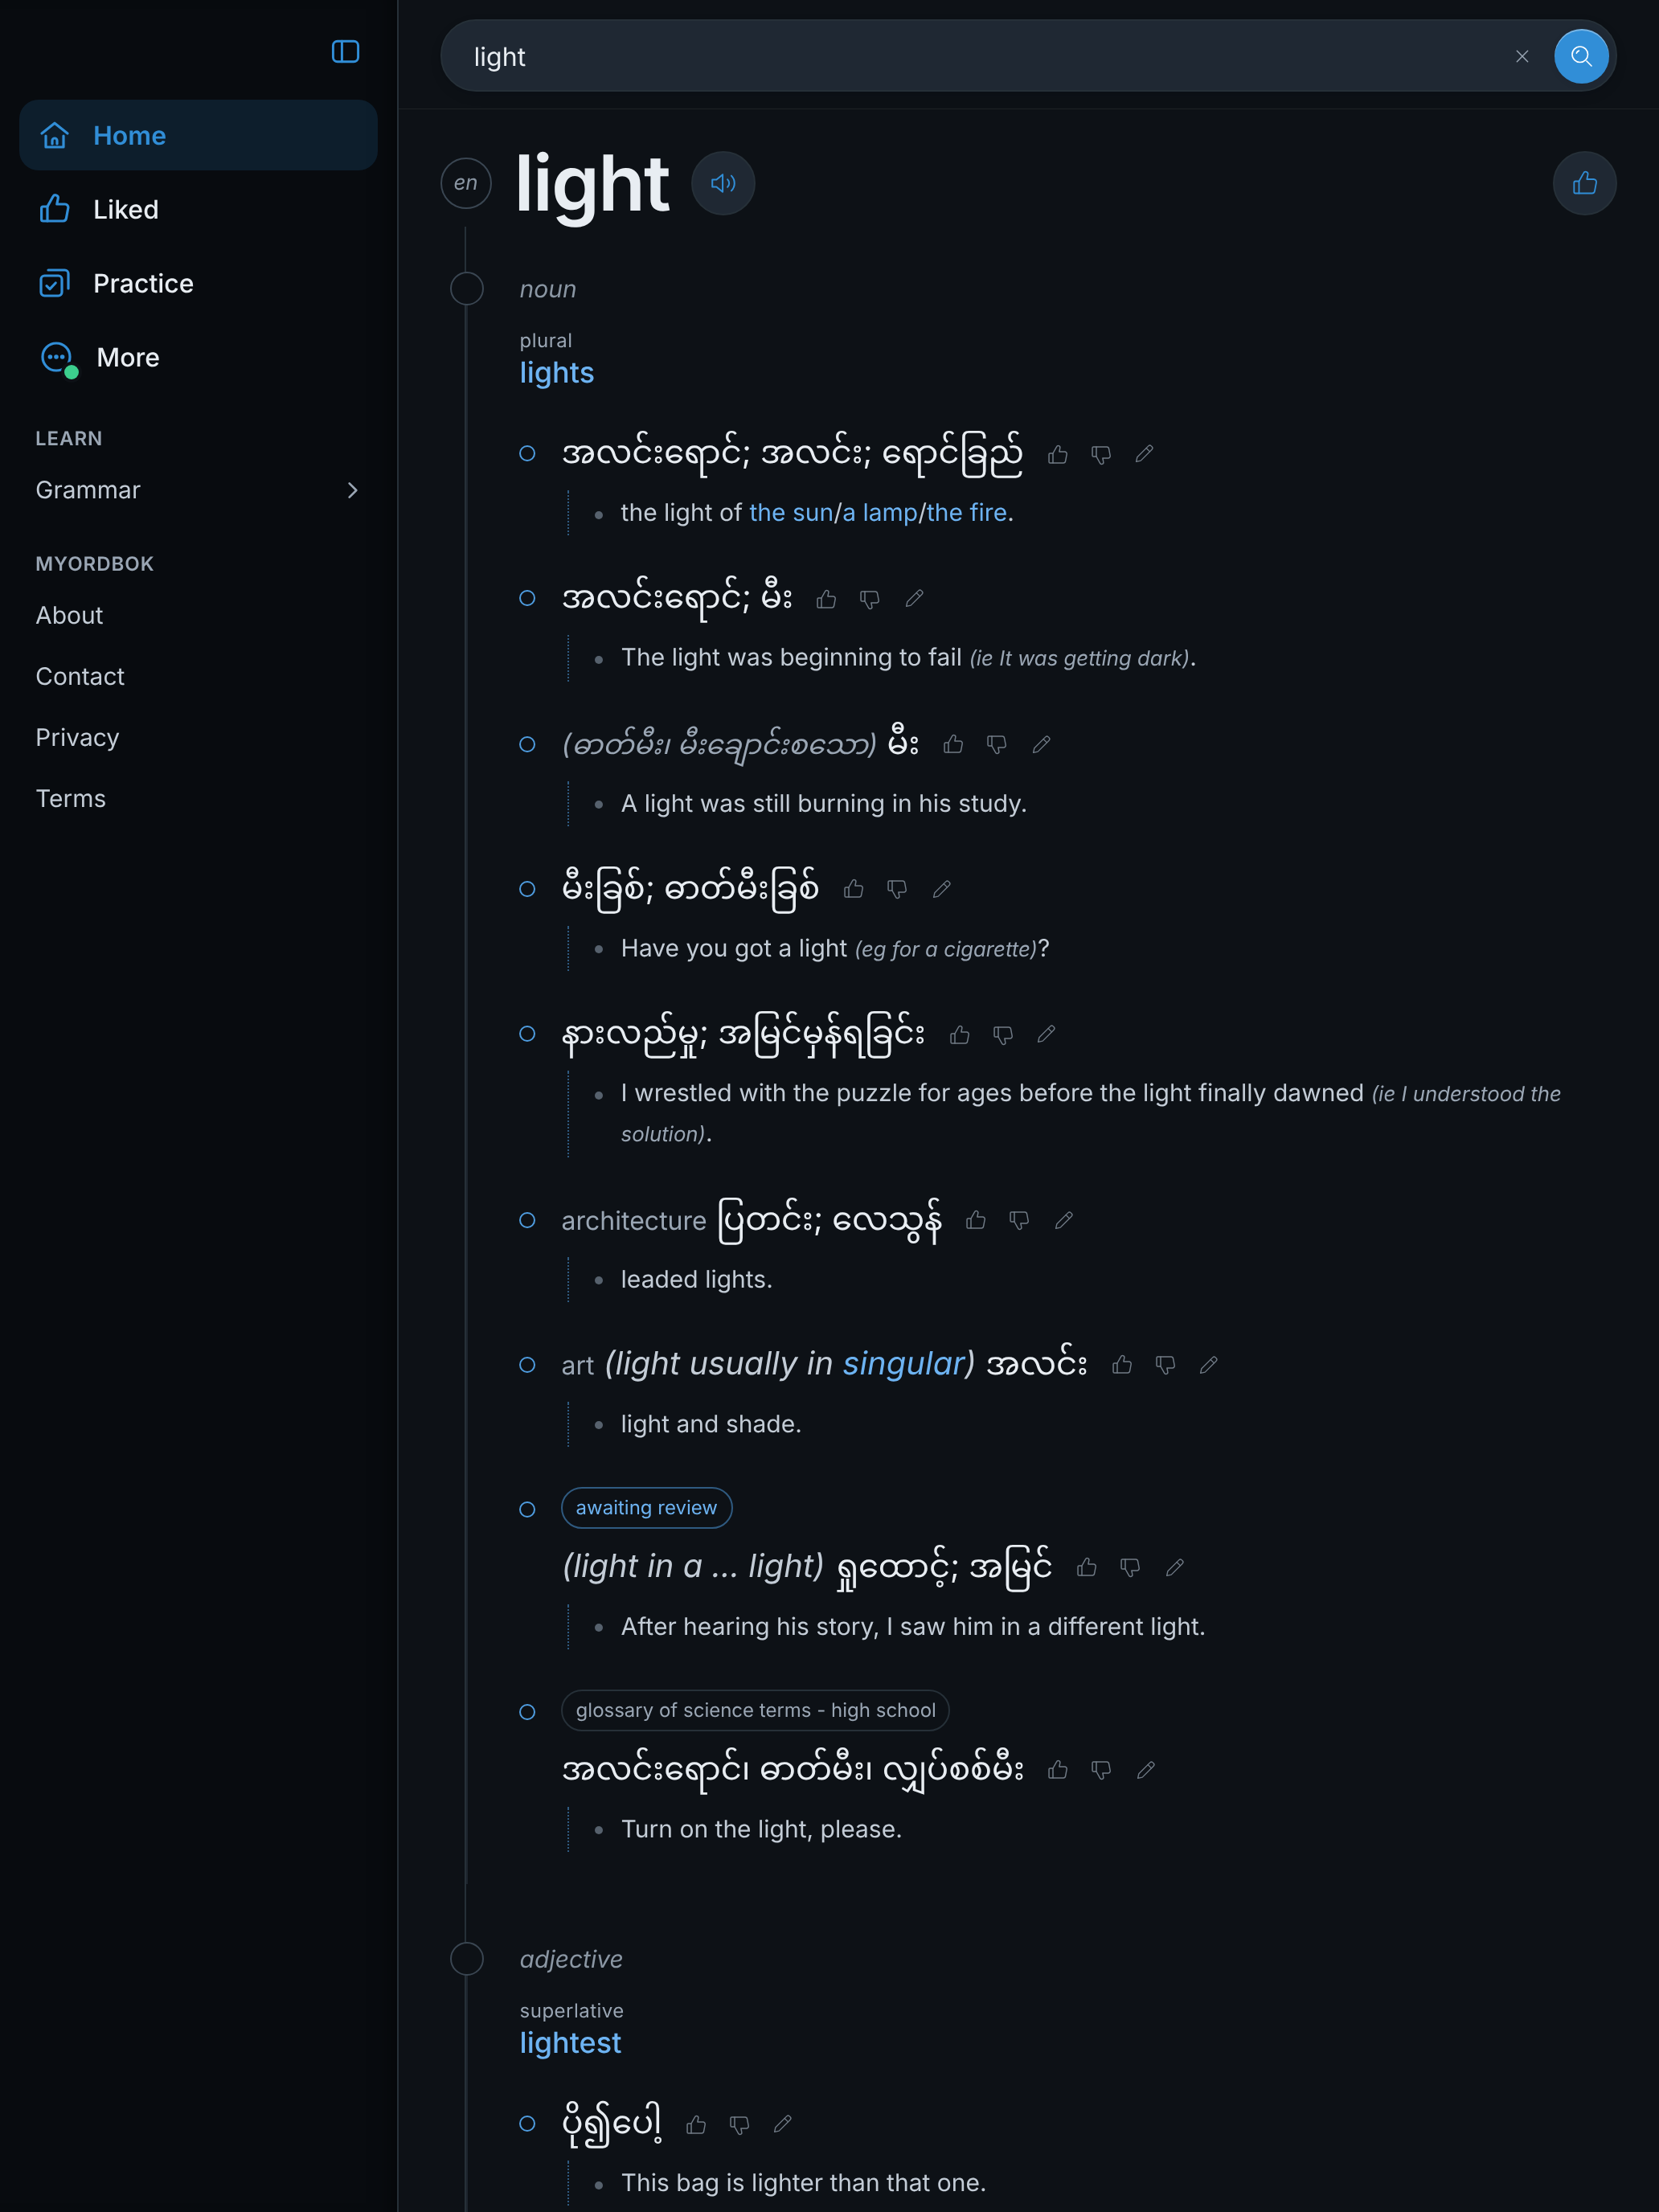 light
Home
Liked
Practice
More
LEARN
Grammar
MYORDBOK
About
Contact
Privacy
Terms
en light
noun
plural
lights
အလင်းရောင်; အလင်း; ရောင်ခြည်
the light of the sun/a lamp/the fire.
အလင်းရောင်; မီး
The light was beginning to fail (ie It was getting dark).
(ဓာတ်မီး၊ မီးချောင်းစသော) မီး
A light was still burning in his study.
မီးခြစ်; ဓာတ်မီးခြစ်
Have you got a light (eg for a cigarette)?
နားလည်မှု; အမြင်မှန်ရခြင်း
I wrestled with the puzzle for ages before the light finally dawned (ie I understood the
solution).
architecture ပြတင်း; လေသွန်
leaded lights.
art (light usually in singular) အလင်း
light and shade.
awaiting review
(light in a ... light) ရှုထောင့်; အမြင်
After hearing his story, I saw him in a different light.
glossary of science terms - high school
အလင်းရောင်၊ ဓာတ်မီး၊ လျှပ်စစ်မီး
Turn on the light, please.
adjective
superlative
lightest
ပို၍ပေါ့
This bag is lighter than that one.